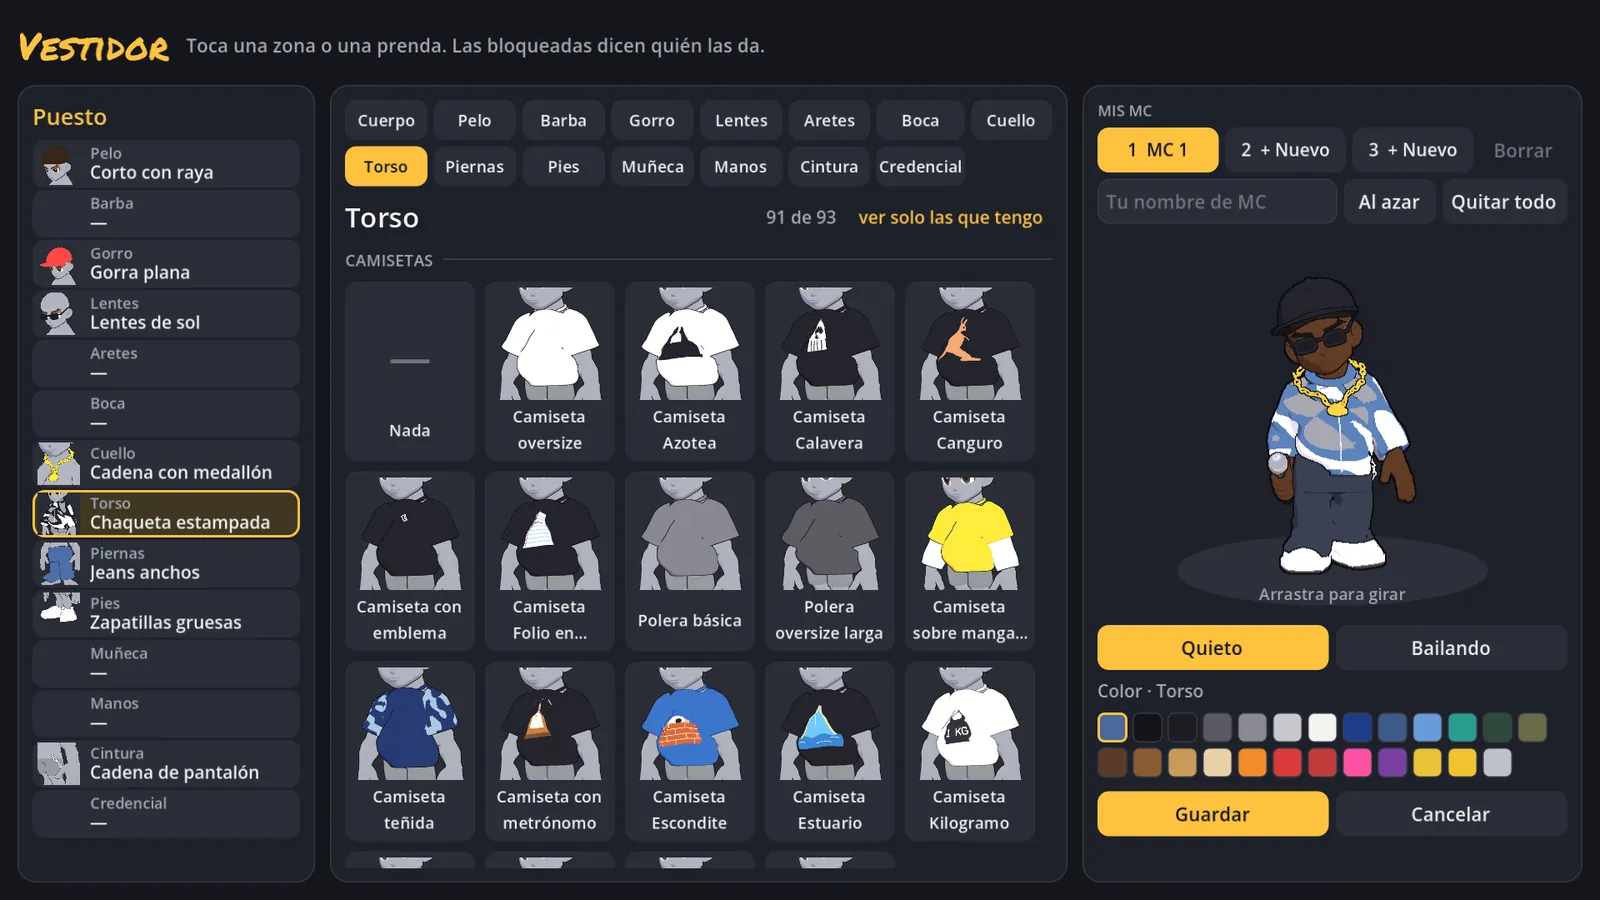 Vestidor
Toca una zona o una prenda. Las bloqueadas dicen quién las da.
Puesto
Pelo
Corto con raya
Barba
—
Gorro
Gorra plana
Lentes
Lentes de sol
Aretes
—
Boca
—
Cuello
Cadena con medallón
Torso
Chaqueta estampada
Piernas
Jeans anchos
Pies
Zapatillas gruesas
Muñeca
—
Manos
—
Cintura
Cadena de pantalón
Credencial
—
Cuerpo Pelo Barba Gorro Lentes Aretes Boca Cuello
Torso Piernas Pies Muñeca Manos Cintura Credencial
Torso 91 de 93 ver solo las que tengo
CAMISETAS
Nada
Camiseta
oversize
Camiseta
Azotea
Camiseta
Calavera
Camiseta
Canguro
Camiseta con
emblema
Camiseta
Folio en...
Polera básica
Polera
oversize larga
Camiseta
sobre manga...
Camiseta
teñida
Camiseta con
metrónomo
Camiseta
Escondite
Camiseta
Estuario
1 KG
Camiseta
Kilogramo
MIS MC
1 MC 1 2 + Nuevo 3 + Nuevo Borrar
Tu nombre de MC Al azar Quitar todo
Arrastra para girar
Quieto Bailando
Color · Torso
Guardar Cancelar